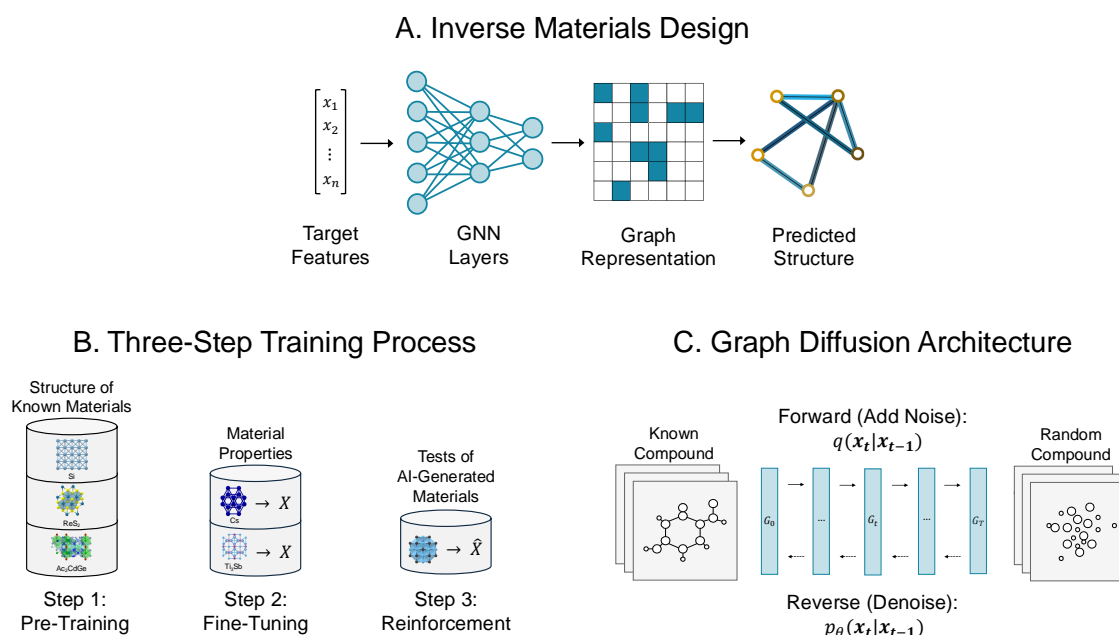 A. Inverse Materials Design
x₁
x₂
⋮
xₙ
Target
Features
GNN
Layers
Graph
Representation
Predicted
Structure
B. Three-Step Training Process
Structure of
Known Materials
Si
ReS₂
Ac₂CdGe
Step 1:
Pre-Training
Material
Properties
Cs
→ X
Ti₃Sb
→ X
Step 2:
Fine-Tuning
Tests of
AI-Generated
Materials
→ X̂
Step 3:
Reinforcement
C. Graph Diffusion Architecture
Known
Compound
Forward (Add Noise):
q(xₜ|xₜ₋₁)
G₀
...
Gₜ
...
G_T
Reverse (Denoise):
p_θ(xₜ|xₜ₋₁)
Random
Compound